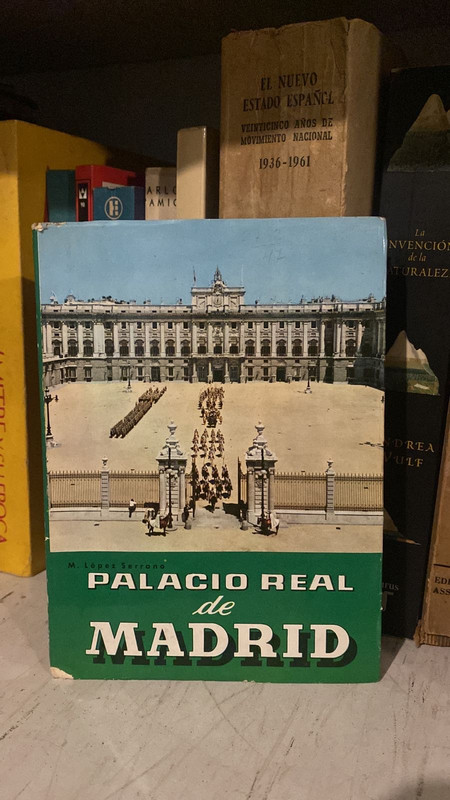 EL NUEVO
ESTADO ESPAÑOL
VEINTICINCO AÑOS DE
MOVIMIENTO NACIONAL
1936-1961
La
NVENCIÓN
de la
ATURALEZ
DREA
ULF
M. López Serrano
PALACIO REAL
de
MADRID